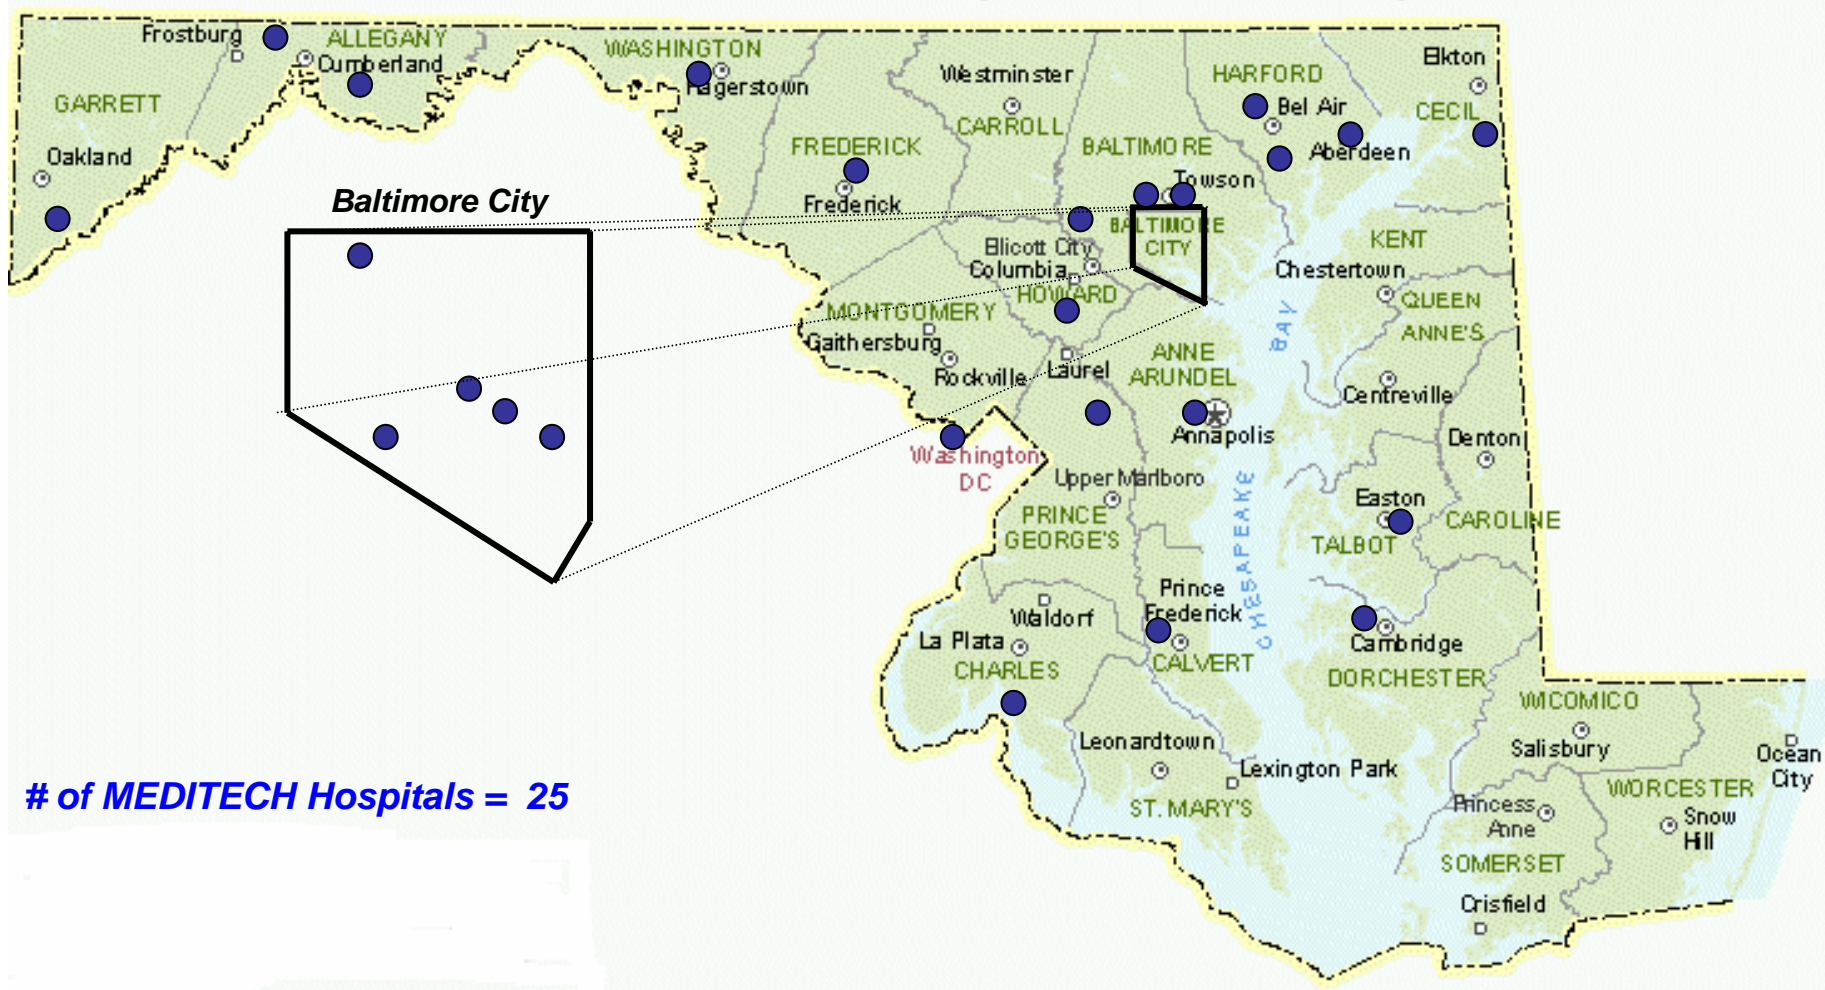 Frostburg
ALLEGANY
Cumberland
GARRETT
Oakland
WASHINGTON
Hagerstown
FREDERICK
Frederick
Westminster
CARROLL
BALTIMORE
Towson
HARFORD
Bel Air
Aberdeen
Elkton
CECIL
Baltimore City
BALTIMORE
CITY
Ellicott City
Columbia
HOWARD
KENT
Chestertown
QUEEN
ANNE'S
MONTGOMERY
Gaithersburg
Rockville
Laurel
ANNE
ARUNDEL
BAY
Centreville
Annapolis
Denton
Washington
DC
Upper Marlboro
CHESAPEAKE
Easton
CAROLINE
TALBOT
PRINCE
GEORGE'S
Prince
Frederick
Waldorf
La Plata
CHARLES
CALVERT
Cambridge
DORCHESTER
WICOMICO
Salisbury
Ocean
City
Leonardtown
Lexington Park
ST. MARY'S
WORCESTER
Princess
Anne
Snow
Hill
SOMERSET
Crisfield
# of MEDITECH Hospitals = 25